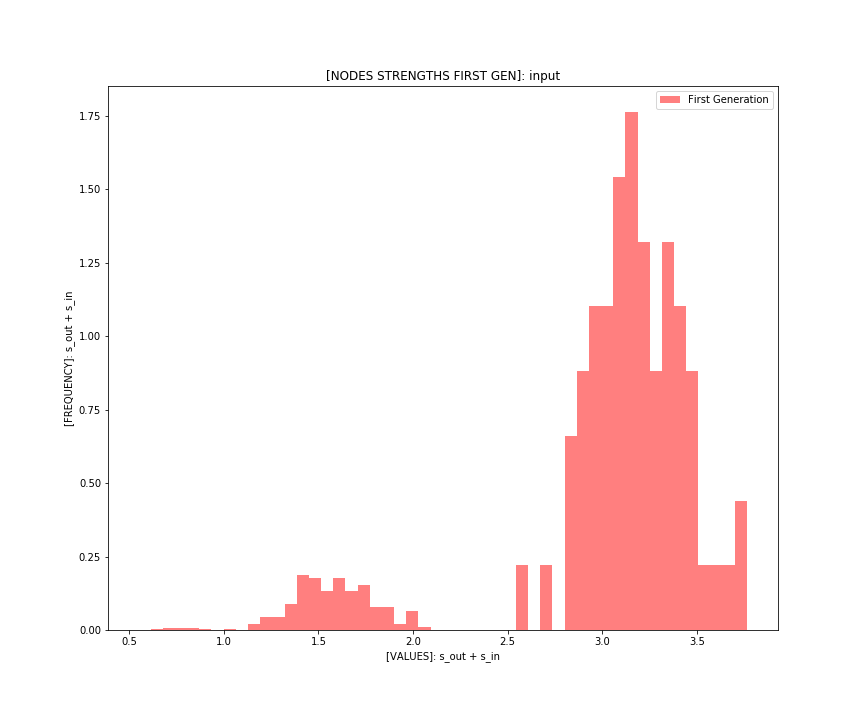 [NODES STRENGTHS FIRST GEN]: input
First Generation
1.75
1.50
1.25
1.00
0.75
0.50
0.25
0.00
[FREQUENCY]: s_out + s_in
0.5 1.0 1.5 2.0 2.5 3.0 3.5
[VALUES]: s_out + s_in